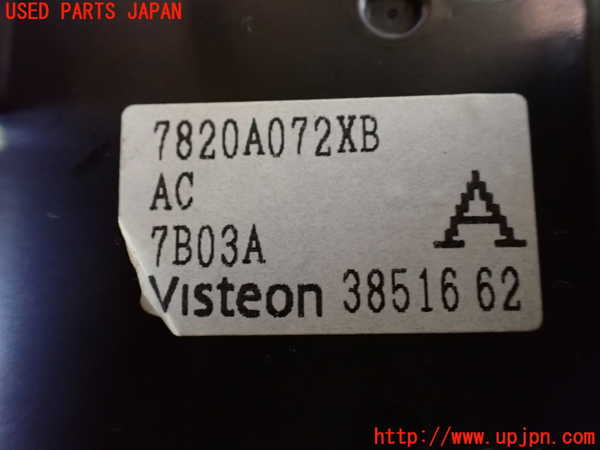 USED PARTS JAPAN
7820A072XB
AC
7B03A
A
Visteon 38516 62
http://www.upjpn.com/